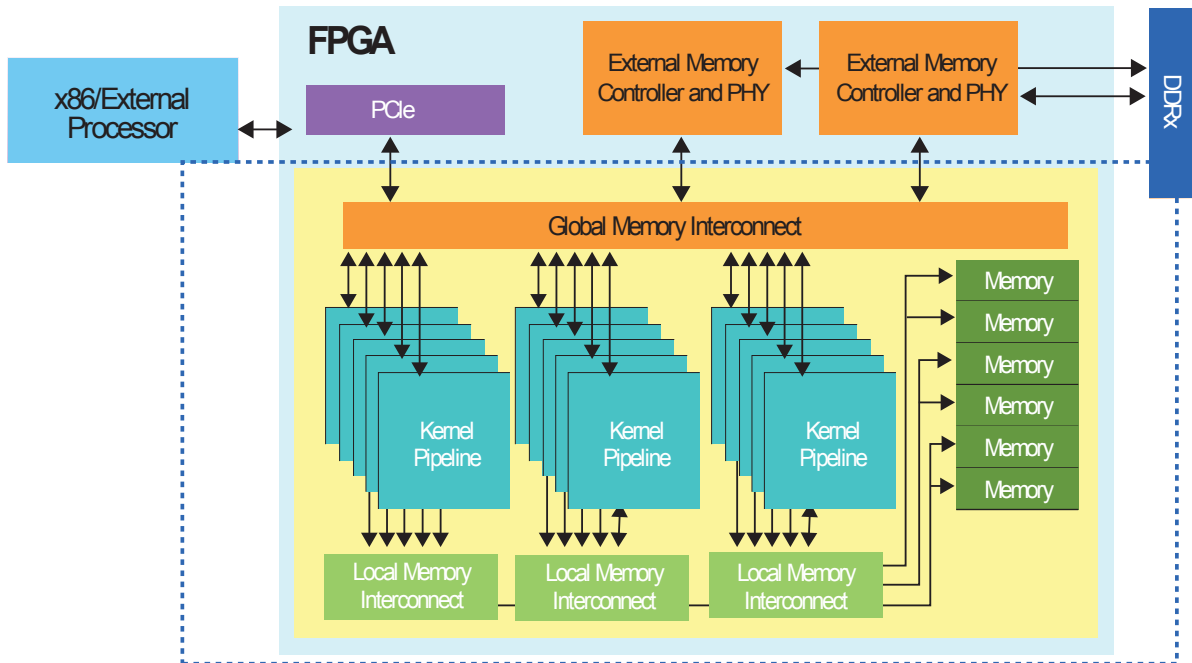 FPGA
x86/External
Processor
PCIe
External Memory
Controller and PHY
External Memory
Controller and PHY
DDRx
Global Memory Interconnect
Kernel
Pipeline
Kernel
Pipeline
Kernel
Pipeline
Memory
Memory
Memory
Memory
Memory
Memory
Local Memory
Interconnect
Local Memory
Interconnect
Local Memory
Interconnect